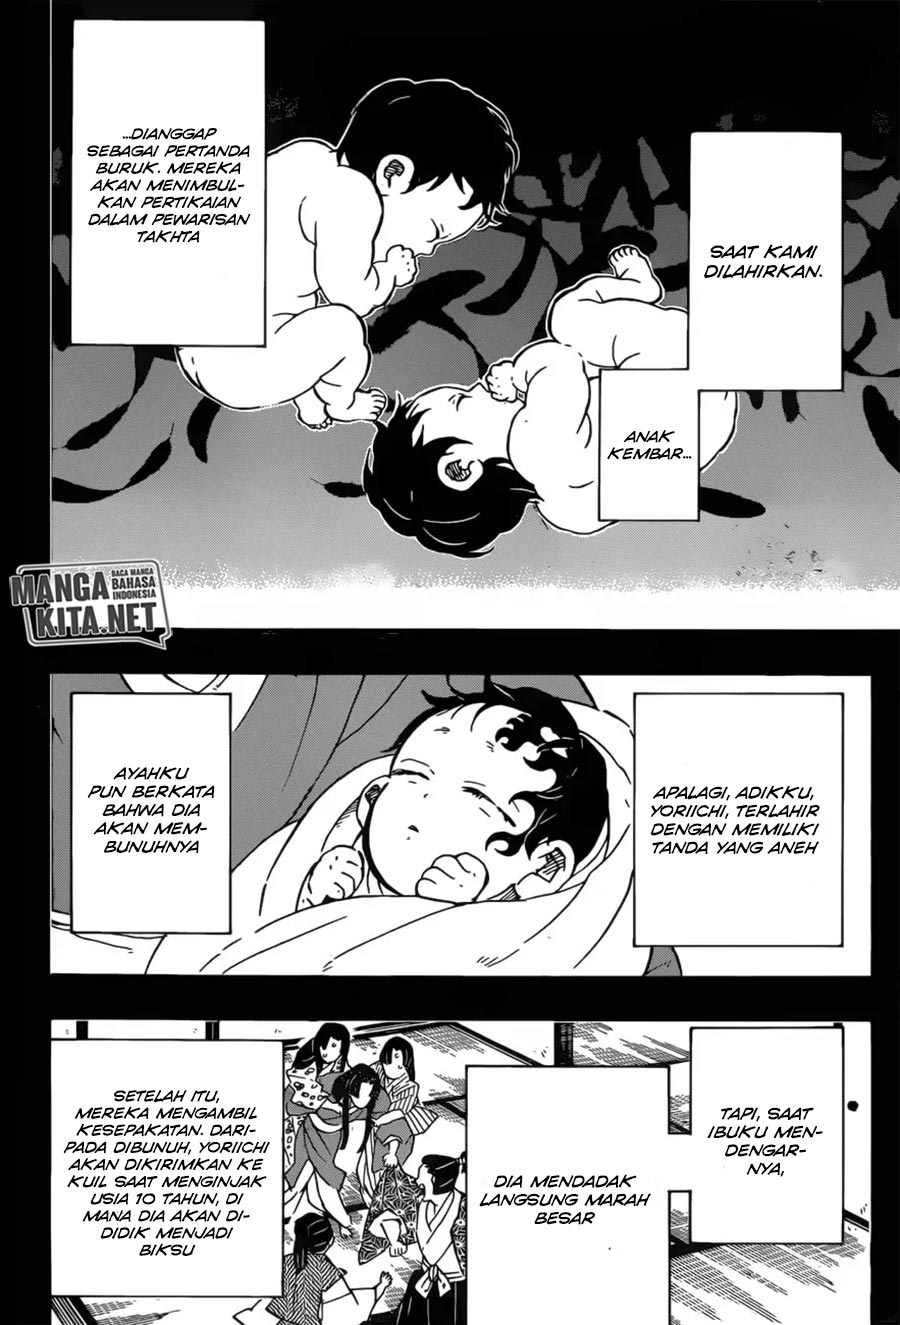 SAAT KAMI
DILAHIRKAN.
ANAK
KEMBAR...
...DIANGGAP
SEBAGAI PERTANDA
BURUK. MEREKA
AKAN MENIMBUL-
KAN PERTIKAIAN
DALAM PEWARISAN
TAKHTA
MANGA
KITA.NET
BACA MANGA
BAHASA
INDONESIA
APALAGI, ADIKKU,
YORIICHI, TERLAHIR
DENGAN MEMILIKI
TANDA YANG ANEH
AYAHKU
PUN BERKATA
BAHWA DIA
AKAN MEM-
BUNUHNYA
TAPI, SAAT
IBUKU MEN-
DENGAR-
NYA,
DIA MENDADAK
LANGSUNG MARAH
BESAR
SETELAH ITU,
MEREKA MENGAMBIL
KESEPAKATAN. DARI-
PADA DIBUNUH, YORIICHI
AKAN DIKIRIMKAN KE
KUIL SAAT MENGINJAK
USIA 10 TAHUN, DI
MANA DIA AKAN DI-
DIDIK MENJADI
BIKSU